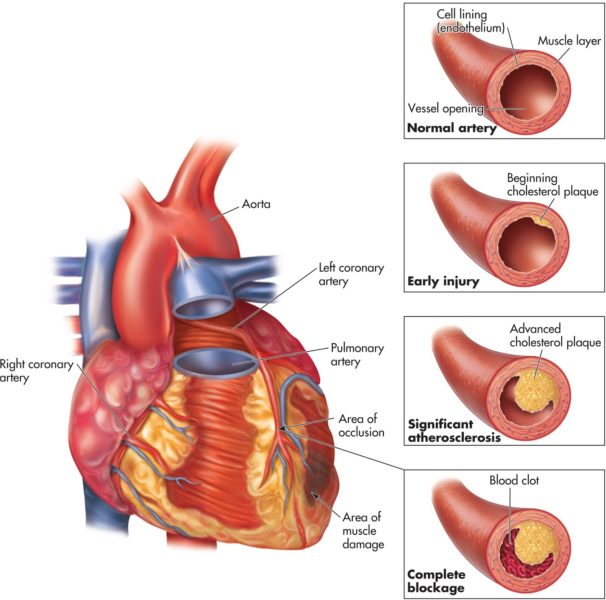 Cell lining
(endothelium)
Muscle layer
Vessel opening
Normal artery
Beginning
cholesterol plaque
Early injury
Advanced
cholesterol plaque
Significant
atherosclerosis
Blood clot
Complete
blockage
Aorta
Left coronary
artery
Pulmonary
artery
Right coronary
artery
Area of
occlusion
Area of
muscle
damage